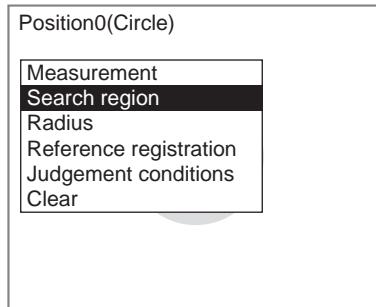 Position0(Circle)
Measurement
Search region
Radius
Reference registration
Judgement conditions
Clear